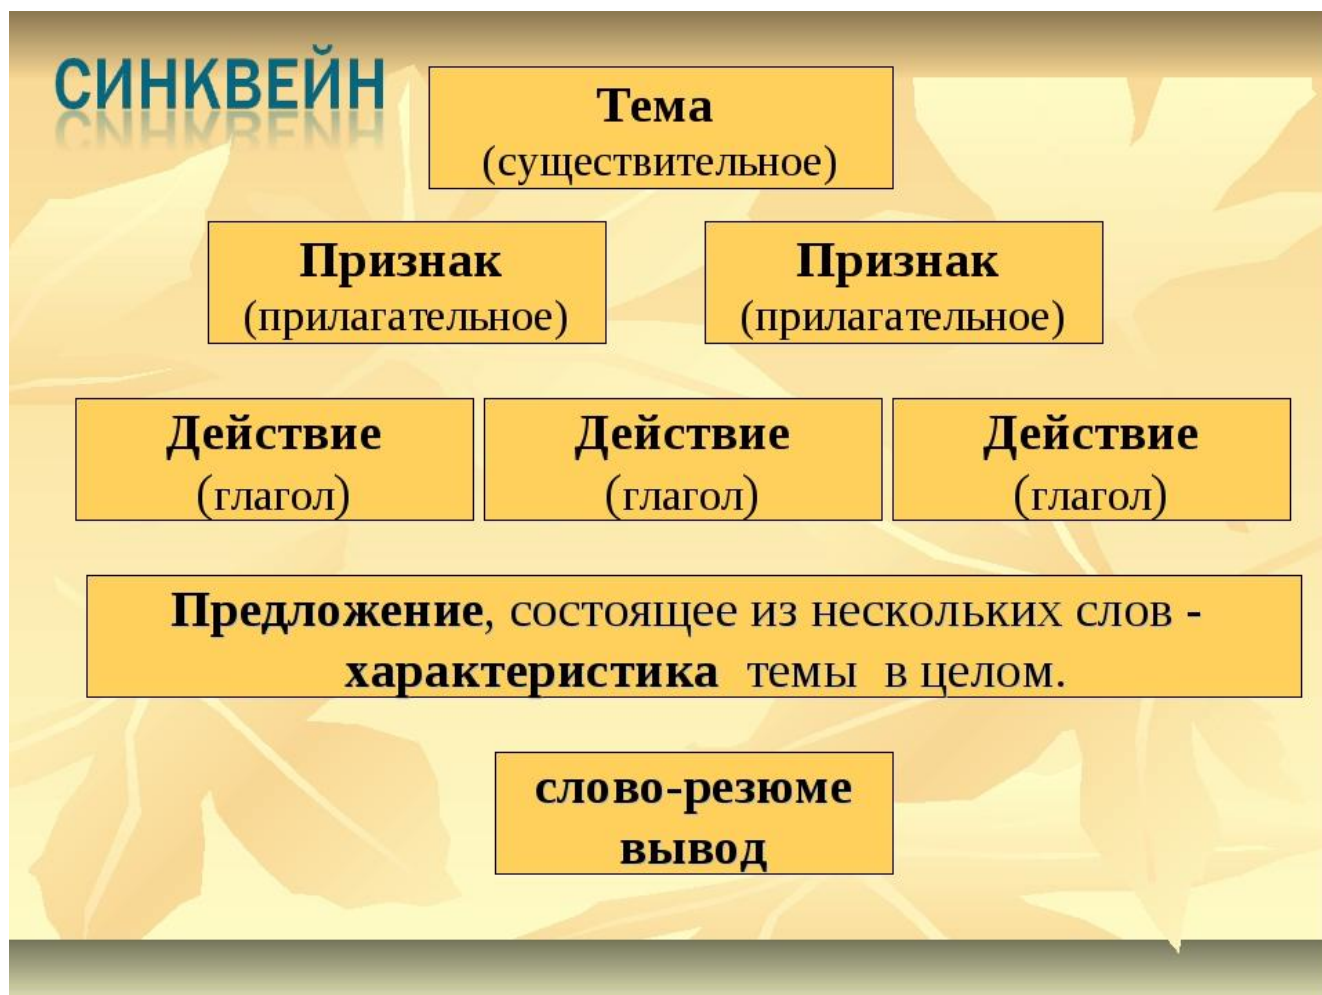 СИНКВЕЙН
Тема
(существительное)
Признак
(прилагательное)
Признак
(прилагательное)
Действие
(глагол)
Действие
(глагол)
Действие
(глагол)
Предложение, состоящее из нескольких слов -
характеристика темы в целом.
слово-резюме
вывод